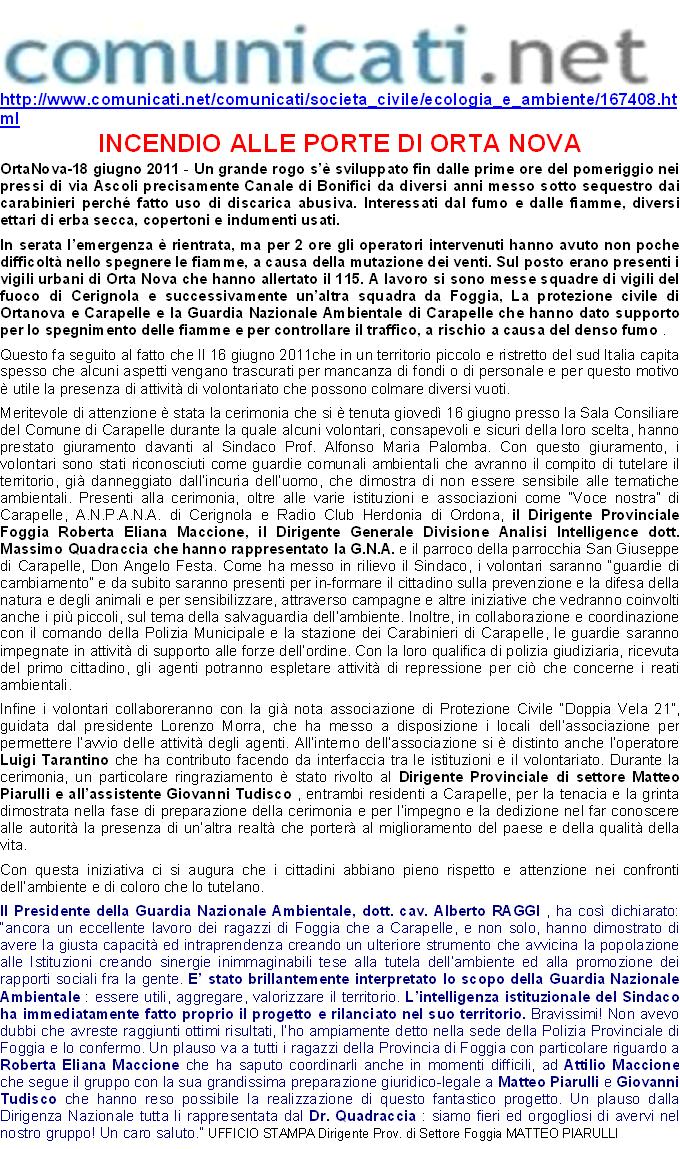 comunicati.net
http://www.comunicati.net/comunicati/societa_civile/ecologia_e_ambiente/167408.ht
ml
INCENDIO ALLE PORTE DI ORTA NOVA
OrtaNova-18 giugno 2011 - Un grande rogo s'è sviluppato fin dalle prime ore del pomeriggio nei
pressi di via Ascoli precisamente Canale di Bonifici da diversi anni messo sotto sequestro dai
carabinieri perché fatto uso di discarica abusiva. Interessati dal fumo e dalle fiamme, diversi
ettari di erba secca, copertoni e indumenti usati.
In serata l'emergenza è rientrata, ma per 2 ore gli operatori intervenuti hanno avuto non poche
difficoltà nello spegnere le fiamme, a causa della mutazione dei venti. Sul posto erano presenti i
vigili urbani di Orta Nova che hanno allertato il 115. A lavoro si sono messe squadre di vigili del
fuoco di Cerignola e successivamente un'altra squadra da Foggia, La protezione civile di
Ortanova e Carapelle e la Guardia Nazionale Ambientale di Carapelle che hanno dato supporto
per lo spegnimento delle fiamme e per controllare il traffico, a rischio a causa del denso fumo .
Questo fa seguito al fatto che Il 16 giugno 2011che in un territorio piccolo e ristretto del sud Italia capita
spesso che alcuni aspetti vengano trascurati per mancanza di fondi o di personale e per questo motivo
è utile la presenza di attività di volontariato che possono colmare diversi vuoti.
Meritevole di attenzione è stata la cerimonia che si è tenuta giovedì 16 giugno presso la Sala Consiliare
del Comune di Carapelle durante la quale alcuni volontari, consapevoli e sicuri della loro scelta, hanno
prestato giuramento davanti al Sindaco Prof. Alfonso Maria Palomba. Con questo giuramento, i
volontari sono stati riconosciuti come guardie comunali ambientali che avranno il compito di tutelare il
territorio, già danneggiato dall'incuria dell'uomo, che dimostra di non essere sensibile alle tematiche
ambientali. Presenti alla cerimonia, oltre alle varie istituzioni e associazioni come "Voce nostra" di
Carapelle, A.N.P.A.N.A. di Cerignola e Radio Club Herdonia di Ordona, il Dirigente Provinciale
Foggia Roberta Eliana Maccione, il Dirigente Generale Divisione Analisi Intelligence dott.
Massimo Quadraccia che hanno rappresentato la G.N.A. e il parroco della parrocchia San Giuseppe
di Carapelle, Don Angelo Festa. Come ha messo in rilievo il Sindaco, i volontari saranno "guardie di
cambiamento" e da subito saranno presenti per in-formare il cittadino sulla prevenzione e la difesa della
natura e degli animali e per sensibilizzare, attraverso campagne e altre iniziative che vedranno coinvolti
anche i più piccoli, sul tema della salvaguardia dell'ambiente. Inoltre, in collaborazione e coordinazione
con il comando della Polizia Municipale e la stazione dei Carabinieri di Carapelle, le guardie saranno
impegnate in attività di supporto alle forze dell'ordine. Con la loro qualifica di polizia giudiziaria, ricevuta
del primo cittadino, gli agenti potranno espletare attività di repressione per ciò che concerne i reati
ambientali.
Infine i volontari collaboreranno con la già nota associazione di Protezione Civile "Doppia Vela 21",
guidata dal presidente Lorenzo Morra, che ha messo a disposizione i locali dell'associazione per
permettere l'avvio delle attività degli agenti. All'interno dell'associazione si è distinto anche l'operatore
Luigi Tarantino che ha contributo facendo da interfaccia tra le istituzioni e il volontariato. Durante la
cerimonia, un particolare ringraziamento è stato rivolto al Dirigente Provinciale di settore Matteo
Piarulli e all'assistente Giovanni Tudisco , entrambi residenti a Carapelle, per la tenacia e la grinta
dimostrata nella fase di preparazione della cerimonia e per l'impegno e la dedizione nel far conoscere
alle autorità la presenza di un'altra realtà che porterà al miglioramento del paese e della qualità della
vita.
Con questa iniziativa ci si augura che i cittadini abbiano pieno rispetto e attenzione nei confronti
dell'ambiente e di coloro che lo tutelano.
Il Presidente della Guardia Nazionale Ambientale, dott. cav. Alberto RAGGI , ha così dichiarato:
"ancora un eccellente lavoro dei ragazzi di Foggia che a Carapelle, e non solo, hanno dimostrato di
avere la giusta capacità ed intraprendenza creando un ulteriore strumento che avvicina la popolazione
alle Istituzioni creando sinergie inimmaginabili tese alla tutela dell'ambiente ed alla promozione dei
rapporti sociali fra la gente. E' stato brillantemente interpretato lo scopo della Guardia Nazionale
Ambientale : essere utili, aggregare, valorizzare il territorio. L'intelligenza istituzionale del Sindaco
ha immediatamente fatto proprio il progetto e rilanciato nel suo territorio. Bravissimi! Non avevo
dubbi che avreste raggiunti ottimi risultati, l'ho ampiamente detto nella sede della Polizia Provinciale di
Foggia e lo confermo. Un plauso va a tutti i ragazzi della Provincia di Foggia con particolare riguardo a
Roberta Eliana Maccione che ha saputo coordinarli anche in momenti difficili, ad Attilio Maccione
che segue il gruppo con la sua grandissima preparazione giuridico-legale a Matteo Piarulli e Giovanni
Tudisco che hanno reso possibile la realizzazione di questo fantastico progetto. Un plauso dalla
Dirigenza Nazionale tutta lì rappresentata dal Dr. Quadraccia : siamo fieri ed orgogliosi di avervi nel
nostro gruppo! Un caro saluto." UFFICIO STAMPA Dirigente Prov. di Settore Foggia MATTEO PIARULLI